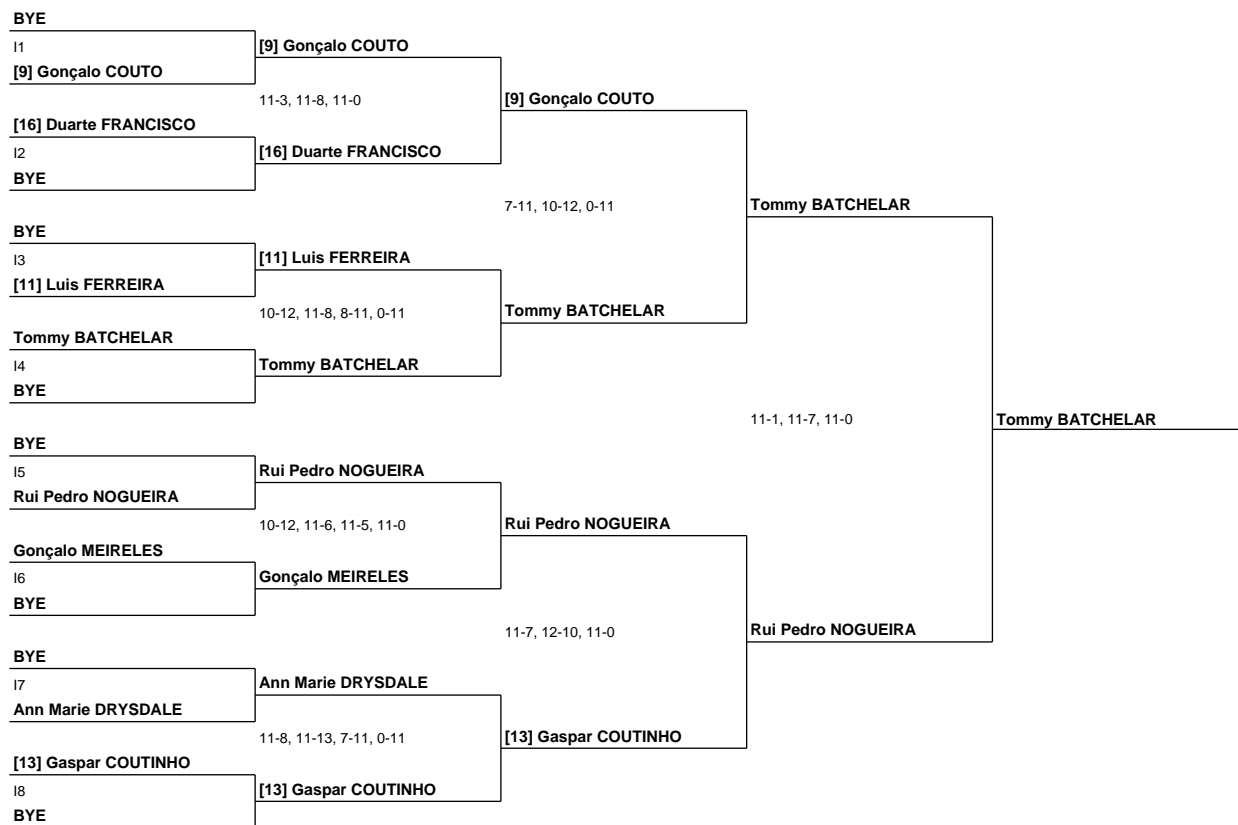 BYE
I1
[9] Gonçalo COUTO
[9] Gonçalo COUTO
11-3, 11-8, 11-0
[9] Gonçalo COUTO
[16] Duarte FRANCISCO
I2
[16] Duarte FRANCISCO
BYE
7-11, 10-12, 0-11
Tommy BATCHELAR
BYE
I3
[11] Luis FERREIRA
[11] Luis FERREIRA
10-12, 11-8, 8-11, 0-11
Tommy BATCHELAR
Tommy BATCHELAR
I4
Tommy BATCHELAR
BYE
11-1, 11-7, 11-0
Tommy BATCHELAR
BYE
I5
Rui Pedro NOGUEIRA
Rui Pedro NOGUEIRA
10-12, 11-6, 11-5, 11-0
Rui Pedro NOGUEIRA
Gonçalo MEIRELES
I6
Gonçalo MEIRELES
BYE
11-7, 12-10, 11-0
Rui Pedro NOGUEIRA
BYE
I7
Ann Marie DRYSDALE
Ann Marie DRYSDALE
11-8, 11-13, 7-11, 0-11
[13] Gaspar COUTINHO
[13] Gaspar COUTINHO
I8
[13] Gaspar COUTINHO
BYE